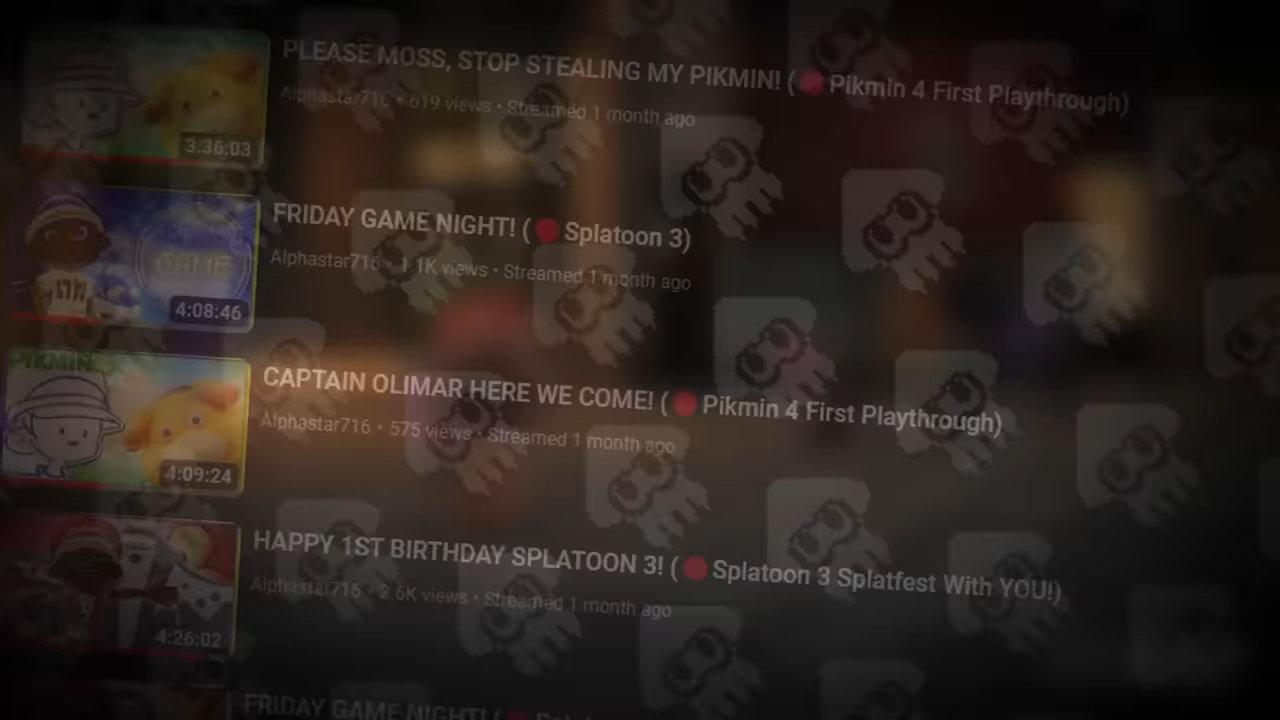 PLEASE MOSS, STOP STEALING MY PIKMIN! (🔴 Pikmin 4 First Playthrough)
Alphastar716 • 619 views • Streamed 1 month ago
3:36:03
FRIDAY GAME NIGHT! (🔴 Splatoon 3)
Alphastar716 • 1.1K views • Streamed 1 month ago
GAME
4:08:46
PIKMIN
CAPTAIN OLIMAR HERE WE COME! (🔴 Pikmin 4 First Playthrough)
Alphastar716 • 575 views • Streamed 1 month ago
4:09:24
HAPPY 1ST BIRTHDAY SPLATOON 3! (🔴 Splatoon 3 Splatfest With YOU!)
Alphastar716 • 2.6K views • Streamed 1 month ago
4:26:02
FRIDAY GAME NIGHT! (🔴